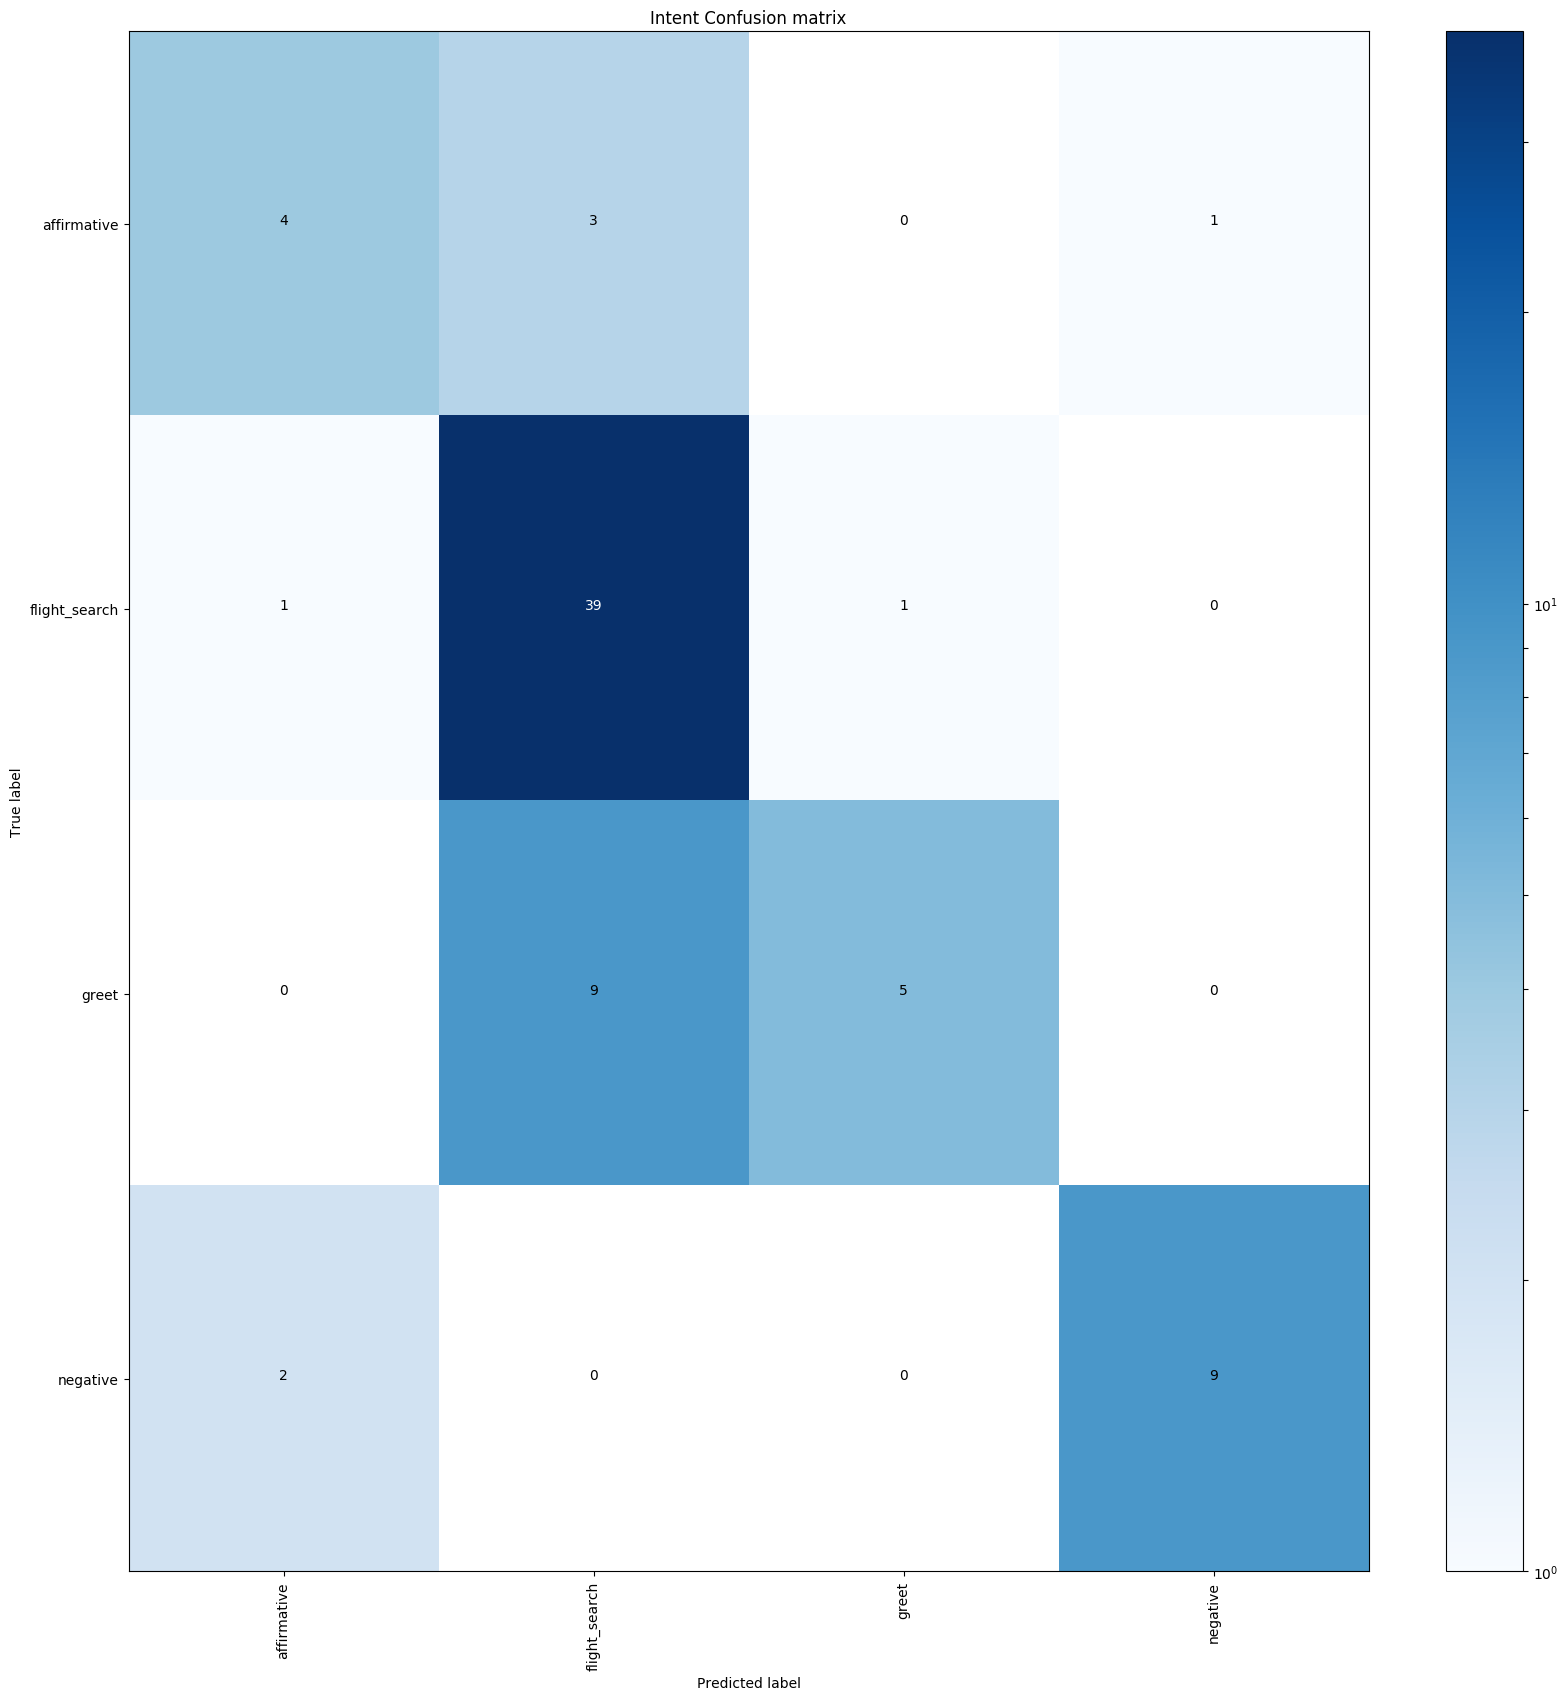 Intent Confusion matrix
affirmative 4 3 0 1
flight_search 1 39 1 0
greet 0 9 5 0
negative 2 0 0 9
True label
affirmative flight_search greet negative
Predicted label
10¹
10⁰